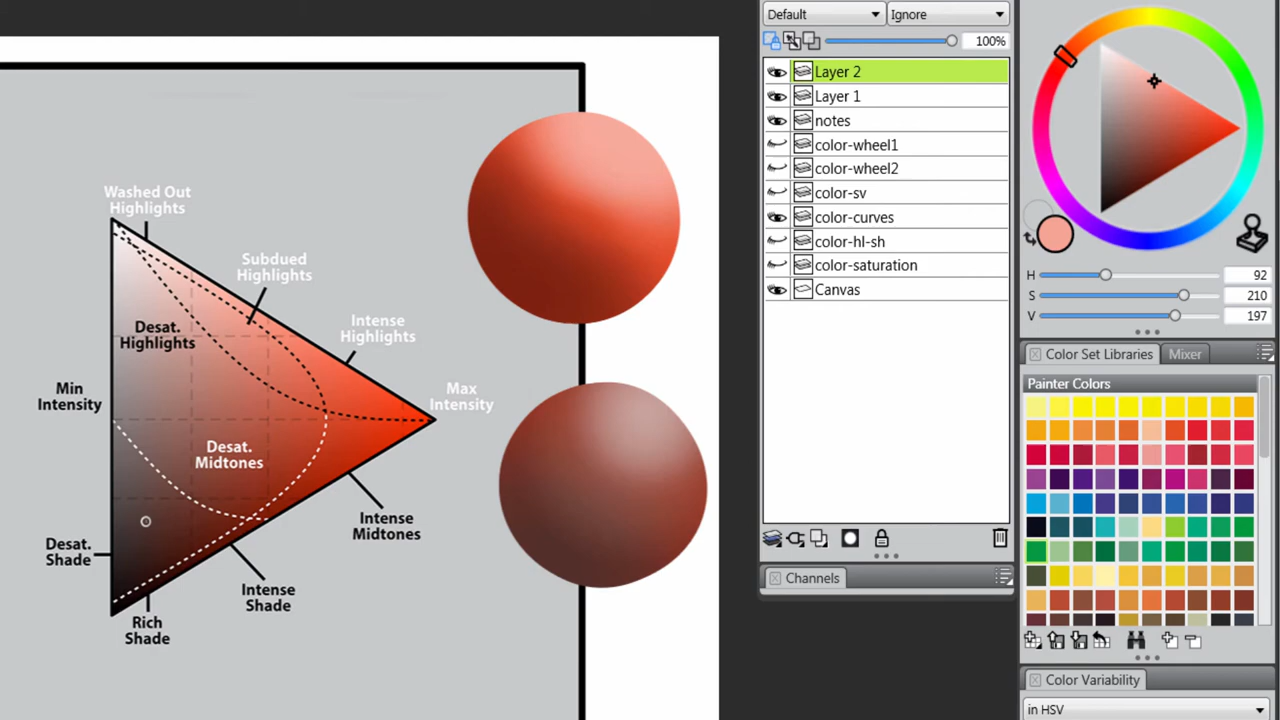 Default
Ignore
100%
Layer 2
Layer 1
notes
color-wheel1
color-wheel2
color-sv
color-curves
color-hl-sh
color-saturation
Canvas
Channels
H 92
S 210
V 197
Color Set Libraries
Mixer
Painter Colors
Color Variability
in HSV
Washed Out
Highlights
Subdued
Highlights
Intense
Highlights
Desat.
Highlights
Min
Intensity
Max
Intensity
Desat.
Midtones
Intense
Midtones
Desat.
Shade
Intense
Shade
Rich
Shade